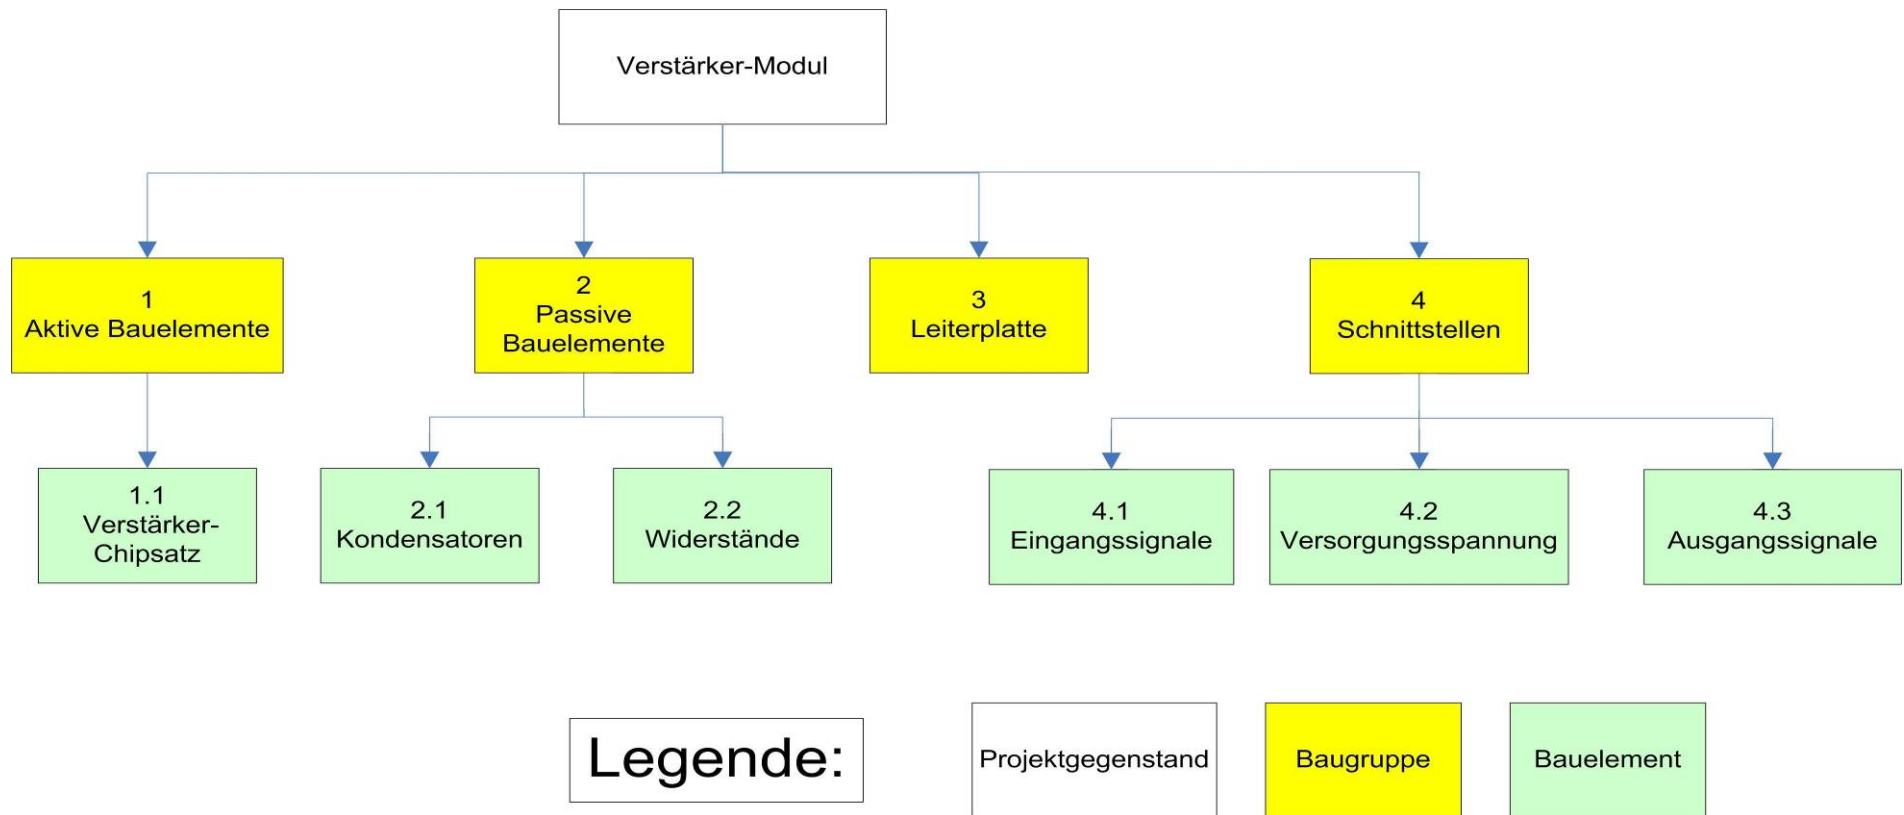 Verstärker-Modul
1
Aktive Bauelemente
2
Passive
Bauelemente
3
Leiterplatte
4
Schnittstellen
1.1
Verstärker-
Chipsatz
2.1
Kondensatoren
2.2
Widerstände
4.1
Eingangssignale
4.2
Versorgungsspannung
4.3
Ausgangssignale
Legende:
Projektgegenstand
Baugruppe
Bauelement